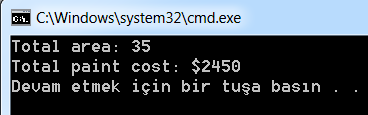 C:\Windows\system32\cmd.exe
Total area: 35
Total paint cost: $2450
Devam etmek için bir tuşa basın . .